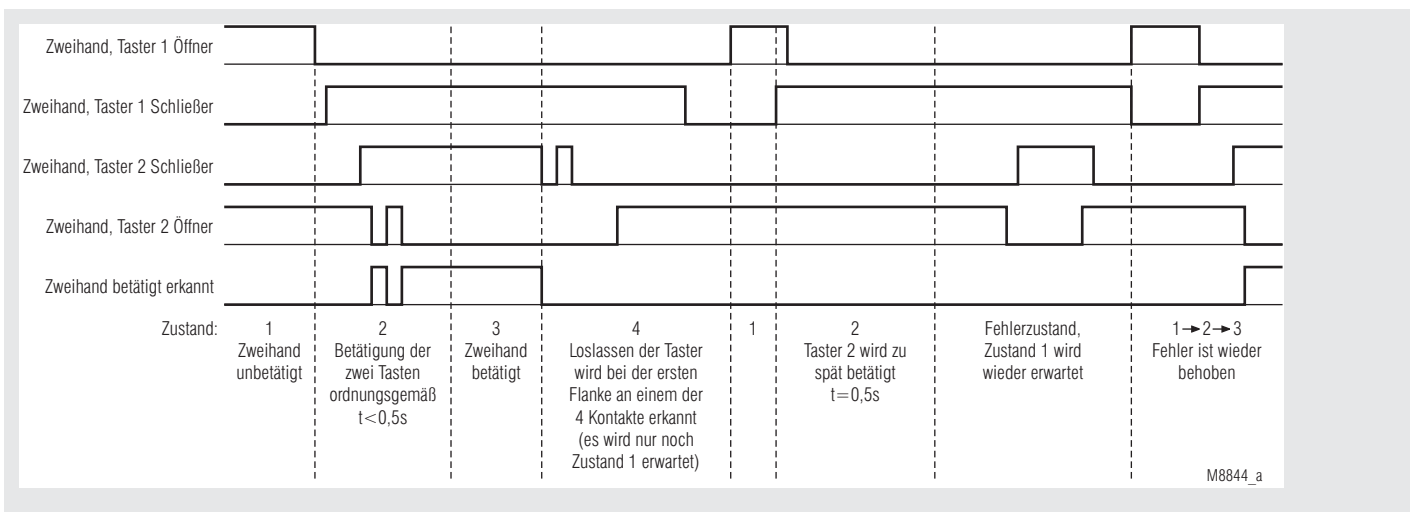 Zweihand, Taster 1 Öffner
Zweihand, Taster 1 Schließer
Zweihand, Taster 2 Schließer
Zweihand, Taster 2 Öffner
Zweihand betätigt erkannt
Zustand:
1
Zweihand
unbetätigt
2
Betätigung der
zwei Tasten
ordnungsgemäß
t<0,5s
3
Zweihand
betätigt
4
Loslassen der Taster
wird bei der ersten
Flanke an einem der
4 Kontakte erkannt
(es wird nur noch
Zustand 1 erwartet)
1
2
Taster 2 wird zu
spät betätigt
t=0,5s
Fehlerzustand,
Zustand 1 wird
wieder erwartet
1→2→3
Fehler ist wieder
behoben
M8844_a